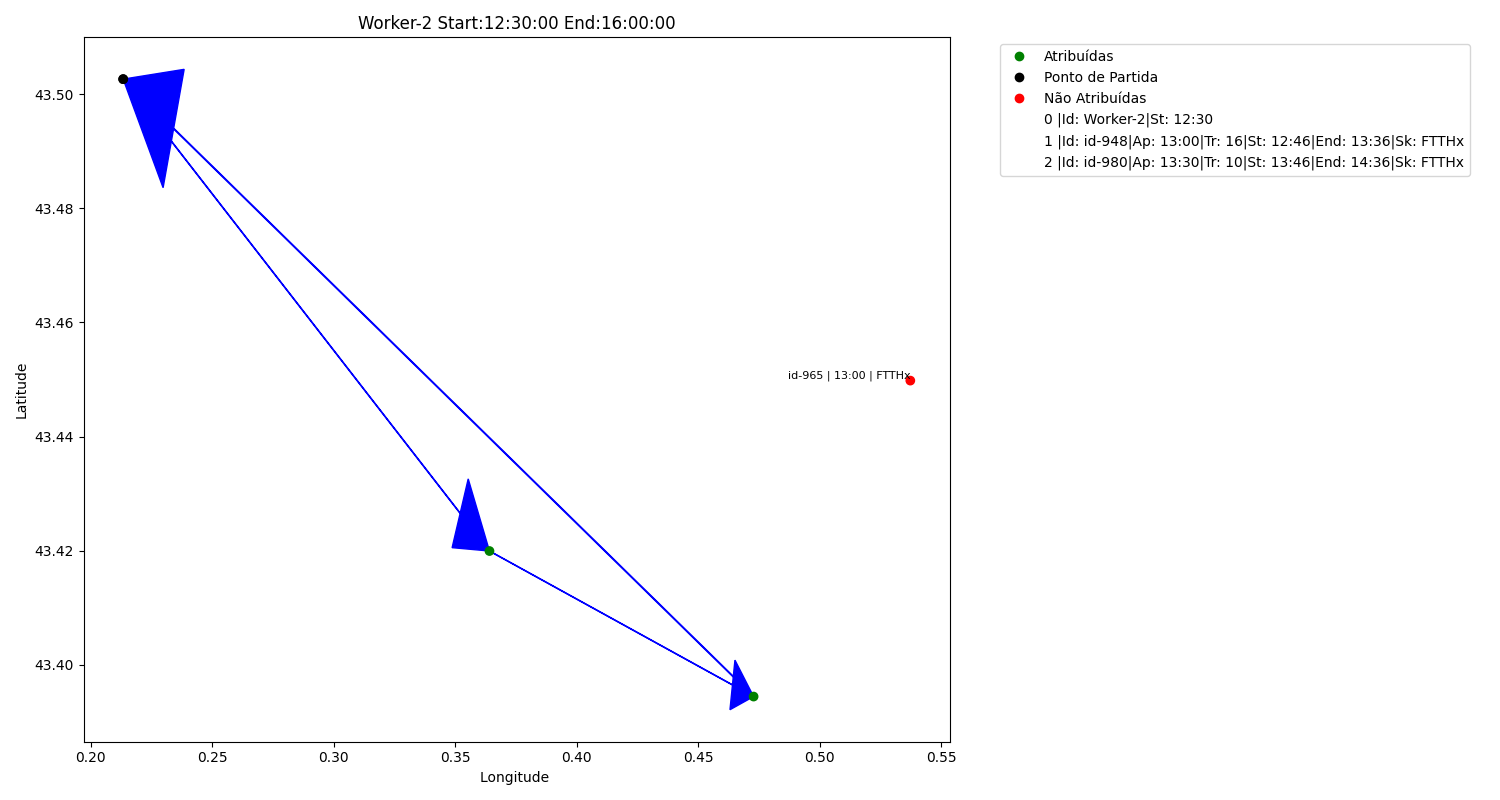 Worker-2 Start:12:30:00 End:16:00:00
Atribuídas
Ponto de Partida
Não Atribuídas
0 |Id: Worker-2|St: 12:30
1 |Id: id-948|Ap: 13:00|Tr: 16|St: 12:46|End: 13:36|Sk: FTTHx
2 |Id: id-980|Ap: 13:30|Tr: 10|St: 13:46|End: 14:36|Sk: FTTHx
43.50
43.48
43.46
43.44
43.42
43.40
Latitude
id-965 | 13:00 | FTTHx
0.20 0.25 0.30 0.35 0.40 0.45 0.50 0.55
Longitude